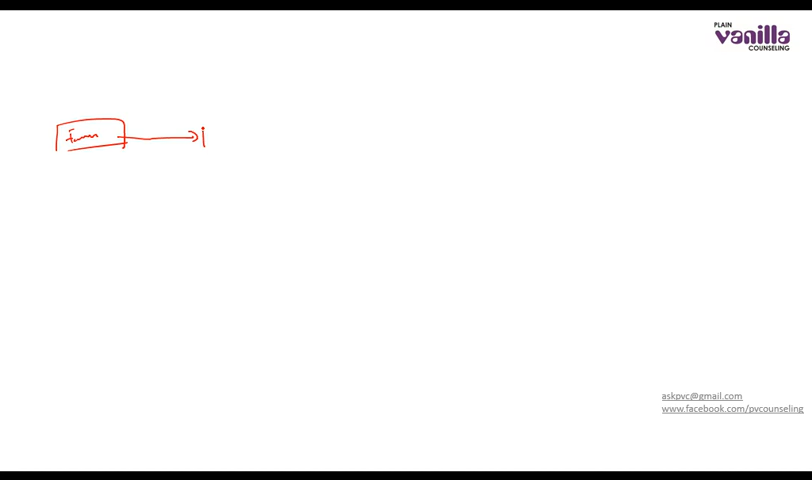 PLAIN
vanilla
COUNSELING
i
askpvc@gmail.com
www.facebook.com/pvcounseling